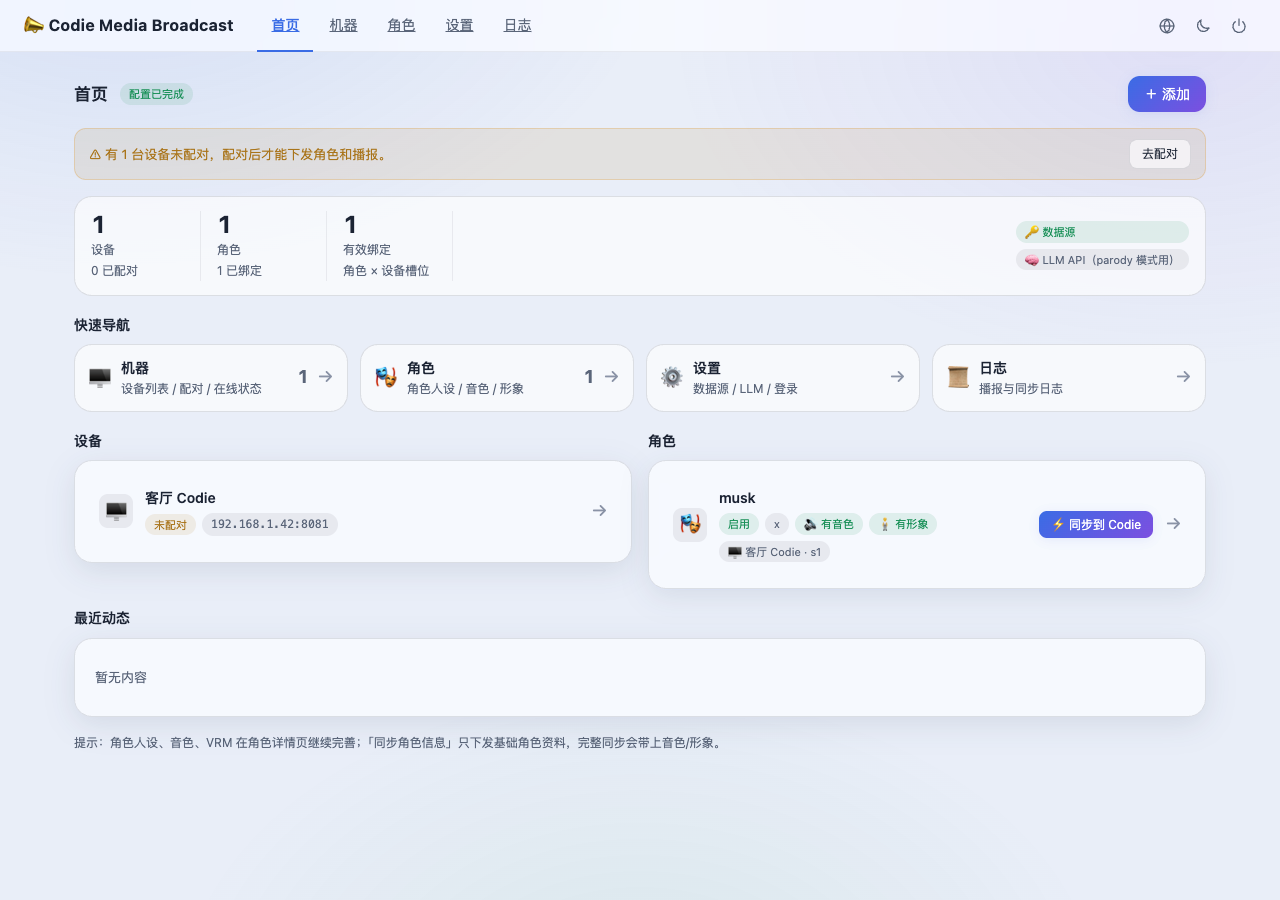 Codie Media Broadcast
首页
机器
角色
设置
日志
首页
配置已完成
+ 添加
⚠ 有 1 台设备未配对，配对后才能下发角色和播报。
去配对
1
设备
0 已配对
1
角色
1 已绑定
1
有效绑定
角色 × 设备槽位
数据源
LLM API（parody 模式用）
快速导航
机器
设备列表 / 配对 / 在线状态
1 →
角色
角色人设 / 音色 / 形象
1 →
设置
数据源 / LLM / 登录
→
日志
播报与同步日志
→
设备
客厅 Codie
未配对
192.168.1.42:8081
→
角色
musk
启用
x
有音色
有形象
客厅 Codie · s1
⚡ 同步到 Codie
→
最近动态
暂无内容
提示：角色人设、音色、VRM 在角色详情页继续完善；「同步角色信息」只下发基础角色资料，完整同步会带上音色/形象。